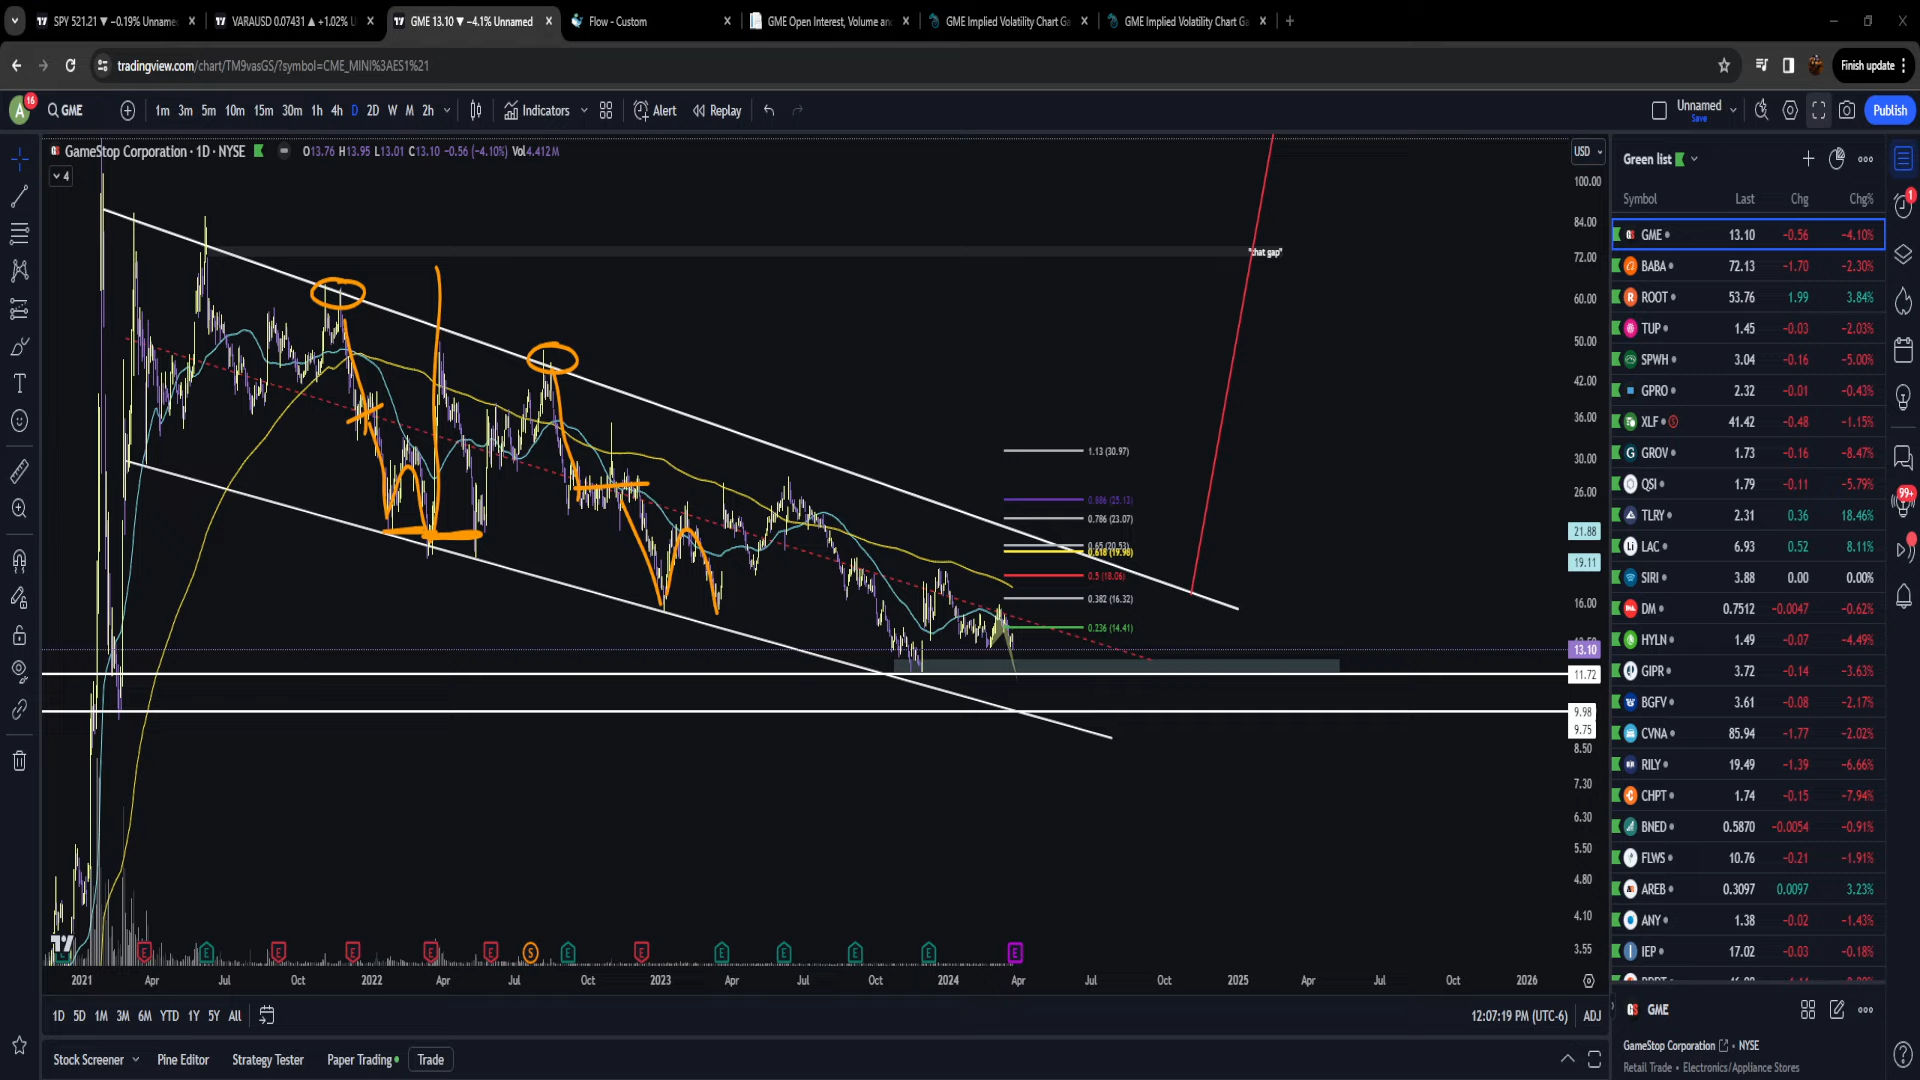 SPY 521.21 ▼ −0.19% Unname
VARAUSD 0.07431 ▲ +1.02% U
GME 13.10 ▼ −4.1% Unnamed
Flow - Custom
GME Open Interest, Volume an
GME Implied Volatility Chart Ga
GME Implied Volatility Chart Ga
tradingview.com/chart/TM9vasGS/?symbol=CME_MINI%3AES1%21
Finish update
A 16
GME
1m 3m 5m 10m 15m 30m 1h 4h D 2D W M 2h
Indicators
Alert
Replay
Unnamed
Save
Publish
GameStop Corporation · 1D · NYSE
O13.76 H13.95 L13.01 C13.10 −0.56 (−4.10%) Vol4.412M
4
USD
100.00
84.00
72.00
60.00
50.00
42.00
36.00
30.00
26.00
21.88
19.11
16.00
13.10
11.72
9.98
9.75
8.50
7.30
6.30
5.50
4.80
4.10
3.55
"that gap"
1.13 (30.97)
0.886 (25.13)
0.786 (23.07)
0.65 (20.53)
0.618 (19.98)
0.5 (18.06)
0.382 (16.32)
0.236 (14.41)
E E E E E E S E E E E E E E
2021 Apr Jul Oct 2022 Apr Jul Oct 2023 Apr Jul Oct 2024 Apr Jul Oct 2025 Apr Jul Oct 2026
1D 5D 1M 3M 6M YTD 1Y 5Y All
12:07:19 PM (UTC-6)
ADJ
Stock Screener
Pine Editor
Strategy Tester
Paper Trading
Trade
Green list
Symbol Last Chg Chg%
GME 13.10 −0.56 −4.10%
BABA 72.13 −1.70 −2.30%
ROOT 53.76 1.99 3.84%
TUP 1.45 −0.03 −2.03%
SPWH 3.04 −0.16 −5.00%
GPRO 2.32 −0.01 −0.43%
XLF 41.42 −0.48 −1.15%
GROV 1.73 −0.16 −8.47%
QSI 1.79 −0.11 −5.79%
TLRY 2.31 0.36 18.46%
LAC 6.93 0.52 8.11%
SIRI 3.88 0.00 0.00%
DM 0.7512 −0.0047 −0.62%
HYLN 1.49 −0.07 −4.49%
GIPR 3.72 −0.14 −3.63%
BGFV 3.61 −0.08 −2.17%
CVNA 85.94 −1.77 −2.02%
RILY 19.49 −1.39 −6.66%
CHPT 1.74 −0.15 −7.94%
BNED 0.5870 −0.0054 −0.91%
FLWS 10.76 −0.21 −1.91%
AREB 0.3097 0.0097 3.23%
ANY 1.38 −0.02 −1.43%
IEP 17.02 −0.03 −0.18%
GME
GameStop Corporation
NYSE
Retail Trade • Electronics/Appliance Stores
1
99+